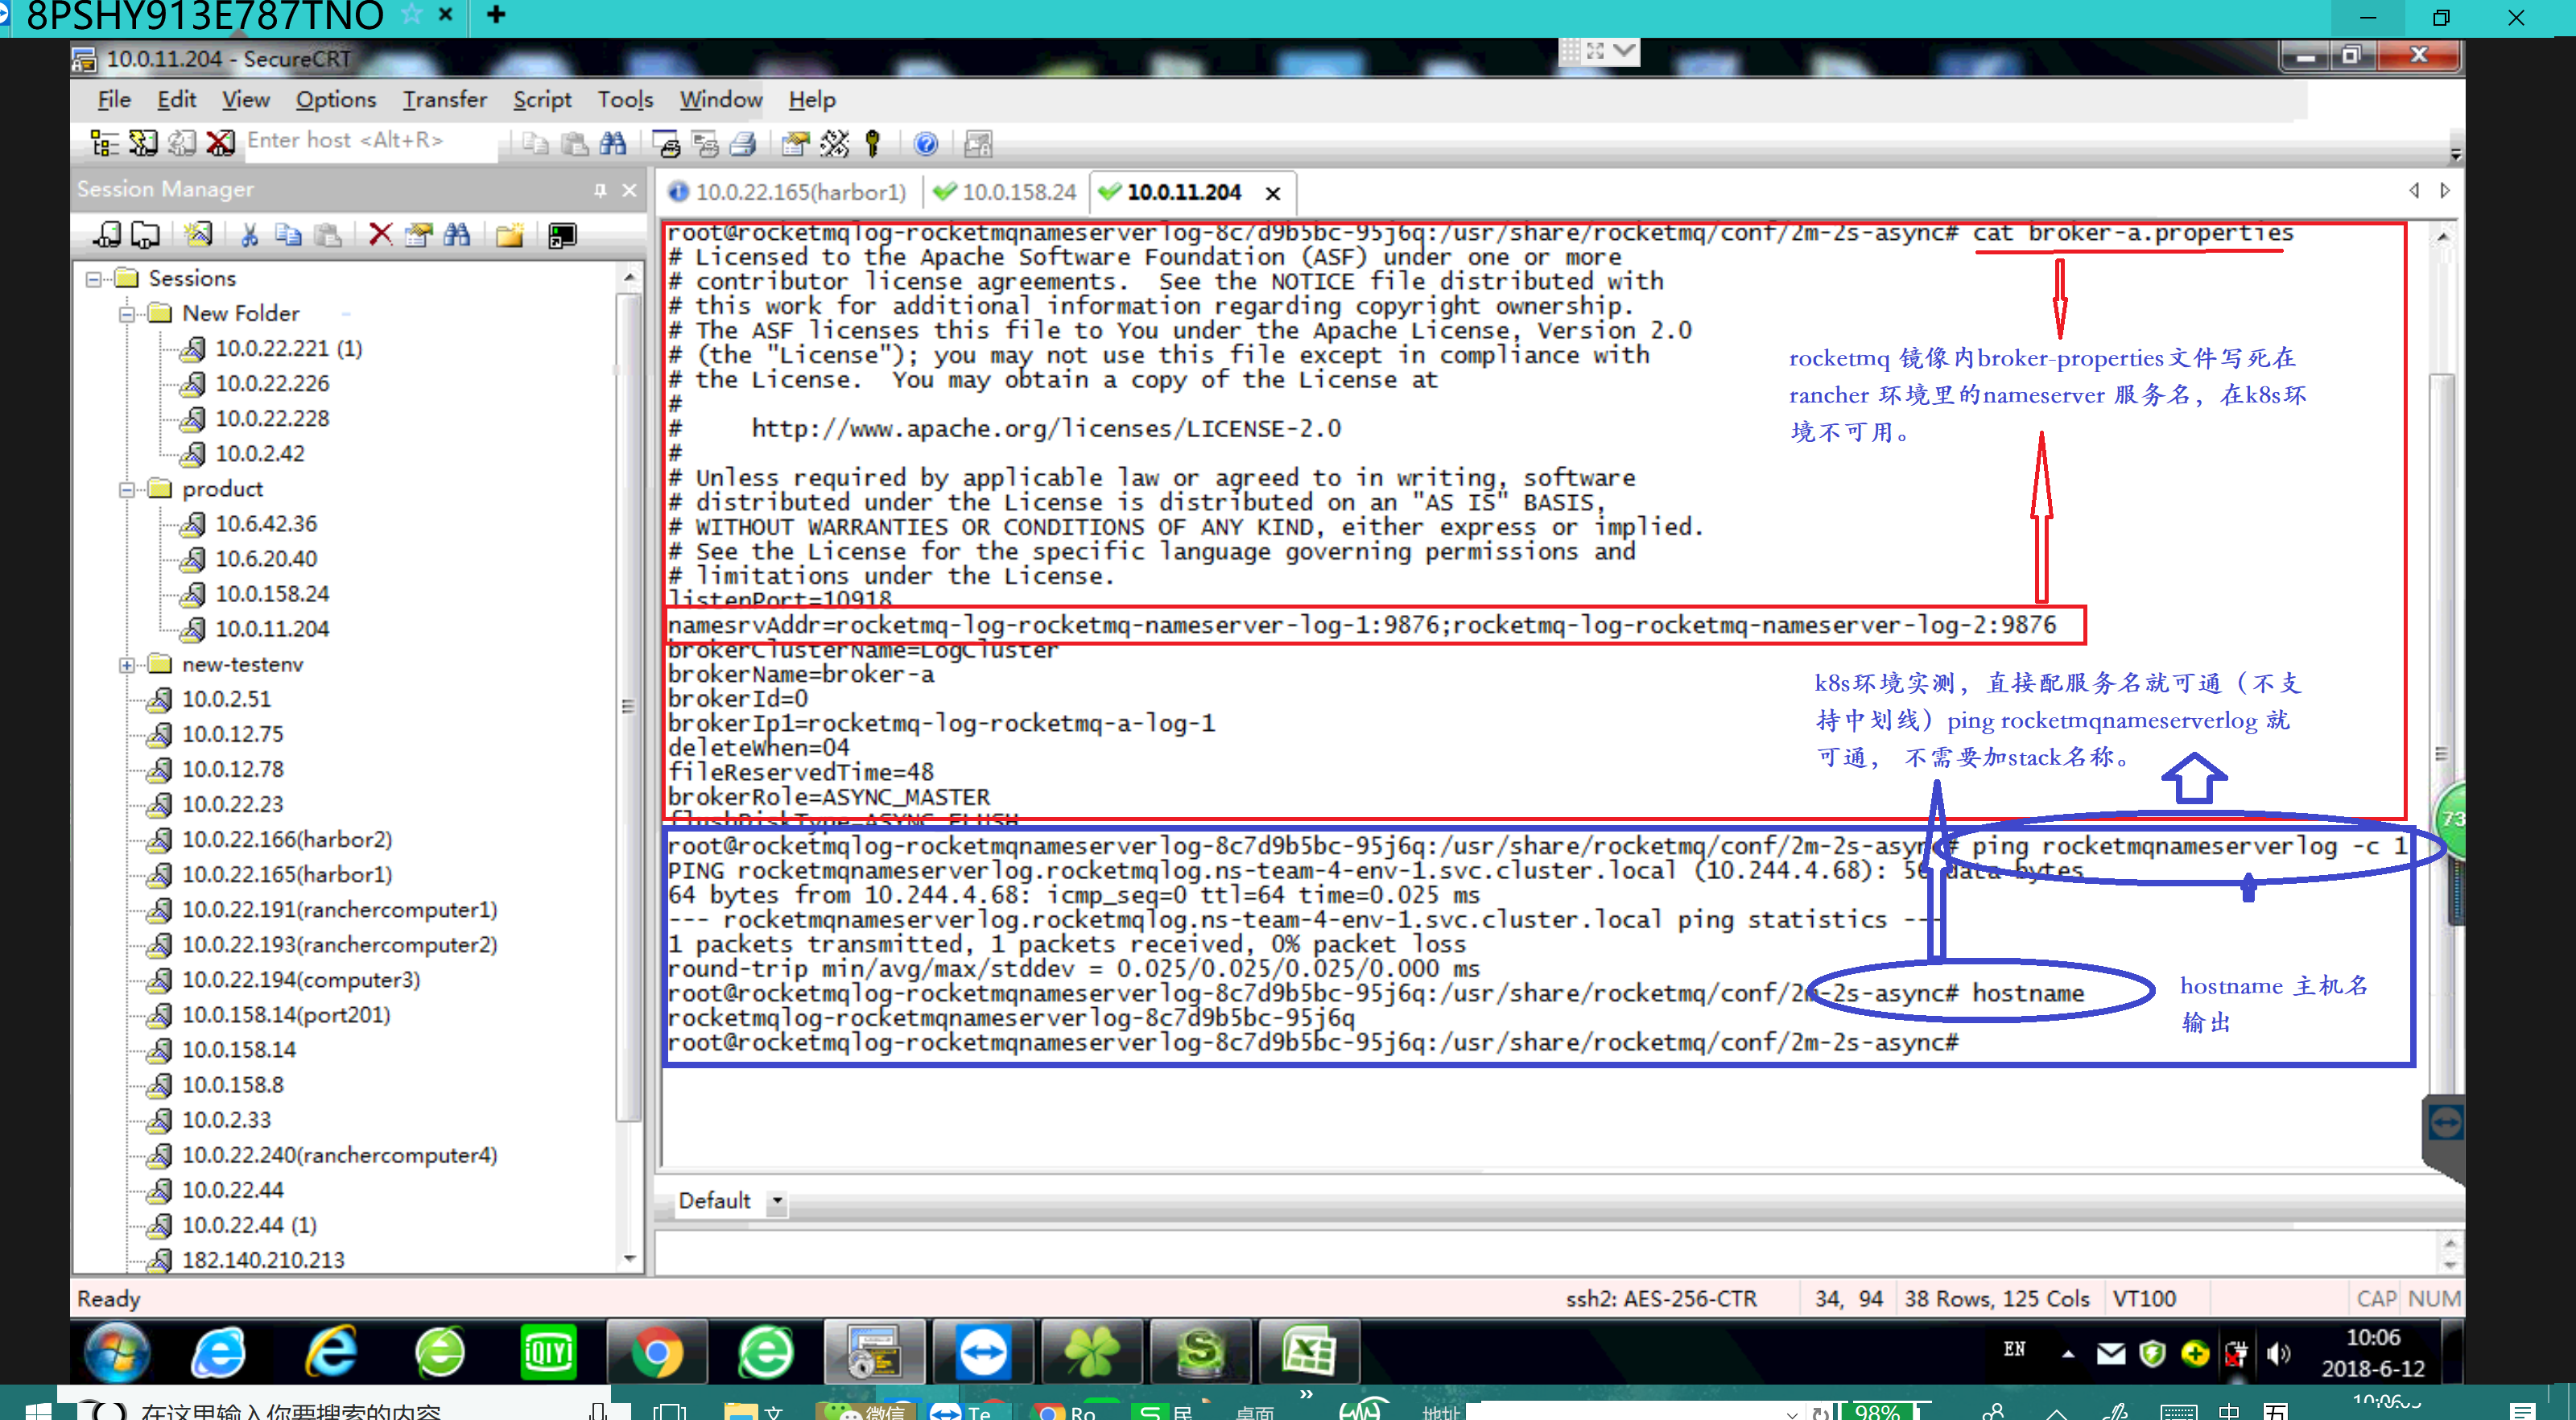 8PSHY913E787TNO
10.0.11.204 - SecureCRT
File Edit View Options Transfer Script Tools Window Help
Enter host <Alt+R>
Session Manager
Sessions
New Folder
10.0.22.221 (1)
10.0.22.226
10.0.22.228
10.0.2.42
product
10.6.42.36
10.6.20.40
10.0.158.24
10.0.11.204
new-testenv
10.0.2.51
10.0.12.75
10.0.12.78
10.0.22.23
10.0.22.166(harbor2)
10.0.22.165(harbor1)
10.0.22.191(ranchercomputer1)
10.0.22.193(ranchercomputer2)
10.0.22.194(computer3)
10.0.158.14(port201)
10.0.158.14
10.0.158.8
10.0.2.33
10.0.22.240(ranchercomputer4)
10.0.22.44
10.0.22.44 (1)
182.140.210.213
10.0.22.165(harbor1) 10.0.158.24 10.0.11.204
root@rocketmqlog-rocketmqnameserverlog-8c7d9b5bc-95j6q:/usr/share/rocketmq/conf/2m-2s-async# cat broker-a.properties
# Licensed to the Apache Software Foundation (ASF) under one or more
# contributor license agreements.  See the NOTICE file distributed with
# this work for additional information regarding copyright ownership.
# The ASF licenses this file to You under the Apache License, Version 2.0
# (the "License"); you may not use this file except in compliance with
# the License.  You may obtain a copy of the License at
#
#     http://www.apache.org/licenses/LICENSE-2.0
#
# Unless required by applicable law or agreed to in writing, software
# distributed under the License is distributed on an "AS IS" BASIS,
# WITHOUT WARRANTIES OR CONDITIONS OF ANY KIND, either express or implied.
# See the License for the specific language governing permissions and
# limitations under the License.
listenPort=10918
namesrvAddr=rocketmq-log-rocketmq-nameserver-log-1:9876;rocketmq-log-rocketmq-nameserver-log-2:9876
brokerClusterName=LogCluster
brokerName=broker-a
brokerId=0
brokerIp1=rocketmq-log-rocketmq-a-log-1
deleteWhen=04
fileReservedTime=48
brokerRole=ASYNC_MASTER
flushDiskType=ASYNC_FLUSH
rocketmq 镜像内broker-properties文件写死在
rancher 环境里的nameserver 服务名，在k8s环
境不可用。
k8s环境实测，直接配服务名就可通（不支
持中划线）ping rocketmqnameserverlog 就
可通， 不需要加stack名称。
root@rocketmqlog-rocketmqnameserverlog-8c7d9b5bc-95j6q:/usr/share/rocketmq/conf/2m-2s-async# ping rocketmqnameserverlog -c 1
PING rocketmqnameserverlog.rocketmqlog.ns-team-4-env-1.svc.cluster.local (10.244.4.68): 56 data bytes
64 bytes from 10.244.4.68: icmp_seq=0 ttl=64 time=0.025 ms
--- rocketmqnameserverlog.rocketmqlog.ns-team-4-env-1.svc.cluster.local ping statistics ---
1 packets transmitted, 1 packets received, 0% packet loss
round-trip min/avg/max/stddev = 0.025/0.025/0.025/0.000 ms
root@rocketmqlog-rocketmqnameserverlog-8c7d9b5bc-95j6q:/usr/share/rocketmq/conf/2m-2s-async# hostname
rocketmqlog-rocketmqnameserverlog-8c7d9b5bc-95j6q
root@rocketmqlog-rocketmqnameserverlog-8c7d9b5bc-95j6q:/usr/share/rocketmq/conf/2m-2s-async#
hostname 主机名
输出
73
Default
Ready ssh2: AES-256-CTR 34, 94 38 Rows, 125 Cols VT100 CAP NUM
iQIYI
EN
10:06
2018-6-12
在这里输入你要搜索的内容 文 微信 Te Ro 民 桌面 地址 98% 中 五